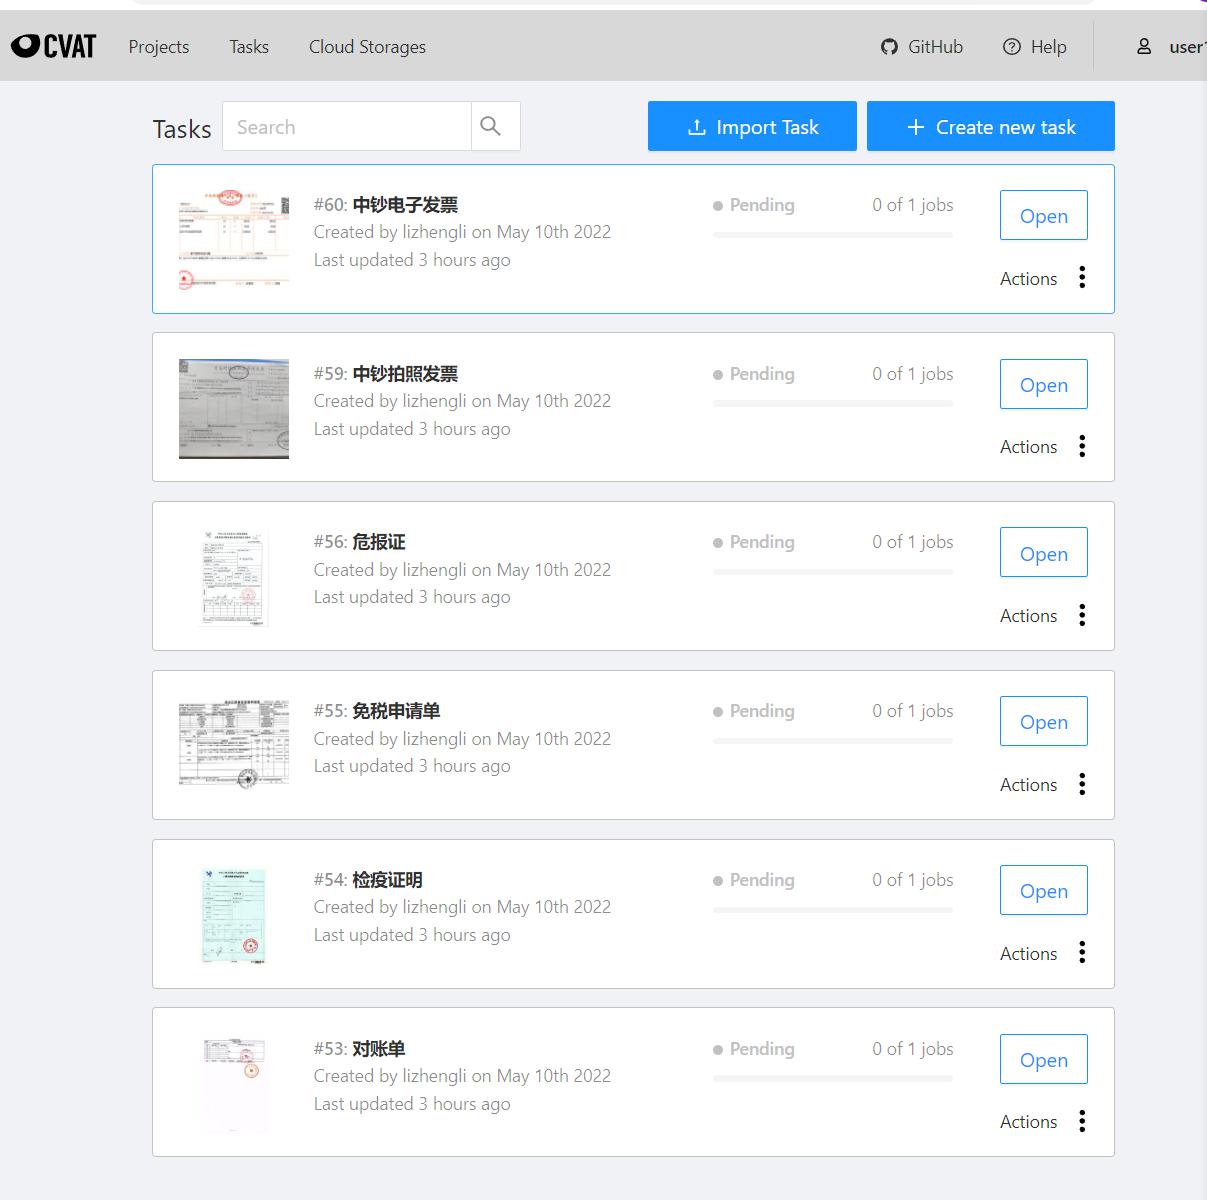 CVAT Projects Tasks Cloud Storages GitHub Help user1
Tasks Search Import Task Create new task
#60: 中钞电子发票 Pending 0 of 1 jobs Open
Created by lizhengli on May 10th 2022
Last updated 3 hours ago Actions
#59: 中钞拍照发票 Pending 0 of 1 jobs Open
Created by lizhengli on May 10th 2022
Last updated 3 hours ago Actions
#56: 危报证 Pending 0 of 1 jobs Open
Created by lizhengli on May 10th 2022
Last updated 3 hours ago Actions
#55: 免税申请单 Pending 0 of 1 jobs Open
Created by lizhengli on May 10th 2022
Last updated 3 hours ago Actions
#54: 检疫证明 Pending 0 of 1 jobs Open
Created by lizhengli on May 10th 2022
Last updated 3 hours ago Actions
#53: 对账单 Pending 0 of 1 jobs Open
Created by lizhengli on May 10th 2022
Last updated 3 hours ago Actions